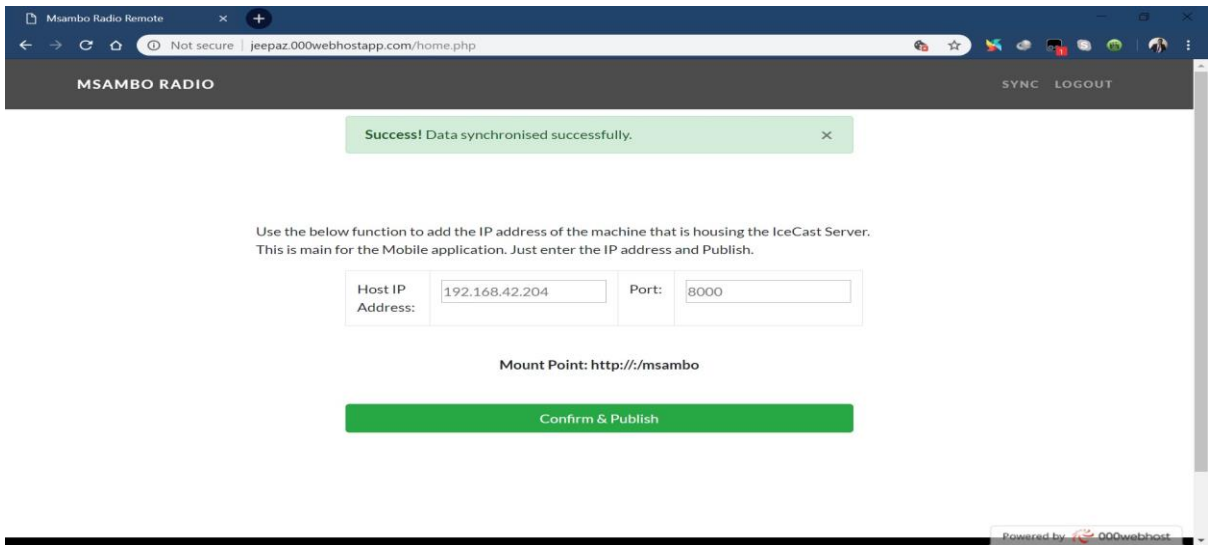 Msambo Radio Remote
Not secure | jeepaz.000webhostapp.com/home.php
MSAMBO RADIO SYNC LOGOUT
Success! Data synchronised successfully. ×
Use the below function to add the IP address of the machine that is housing the IceCast Server.
This is main for the Mobile application. Just enter the IP address and Publish.
Host IP Address: 192.168.42.204 Port: 8000
Mount Point: http://:/msambo
Confirm & Publish
Powered by 000webhost